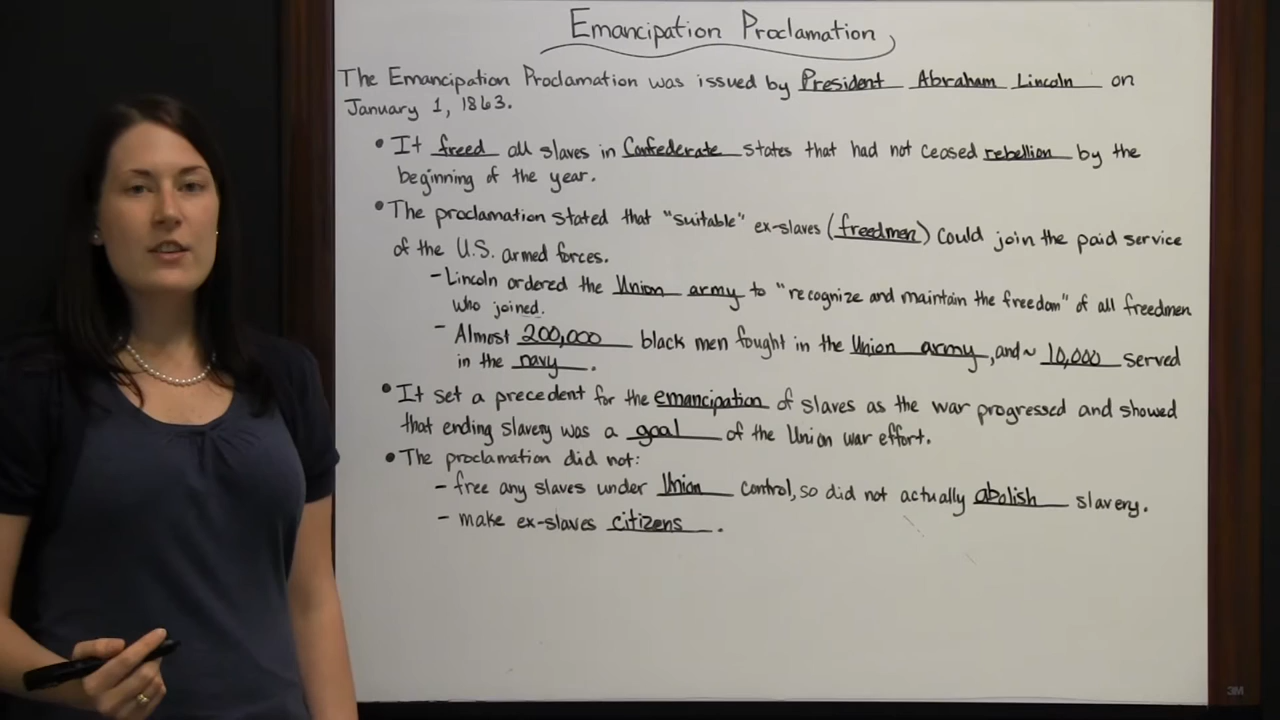 Emancipation Proclamation
The Emancipation Proclamation was issued by President Abraham Lincoln on
January 1, 1863.
• It freed all slaves in Confederate states that had not ceased rebellion by the
beginning of the year.
• The proclamation stated that "suitable" ex-slaves (freedmen) could join the paid service
of the U.S. armed forces.
- Lincoln ordered the Union army to "recognize and maintain the freedom" of all freedmen
who joined.
- Almost 200,000 black men fought in the Union army, and ~ 10,000 served
in the navy.
• It set a precedent for the emancipation of slaves as the war progressed and showed
that ending slavery was a goal of the Union war effort.
• The proclamation did not:
- free any slaves under Union control, so did not actually abolish slavery.
- make ex-slaves citizens.
3M